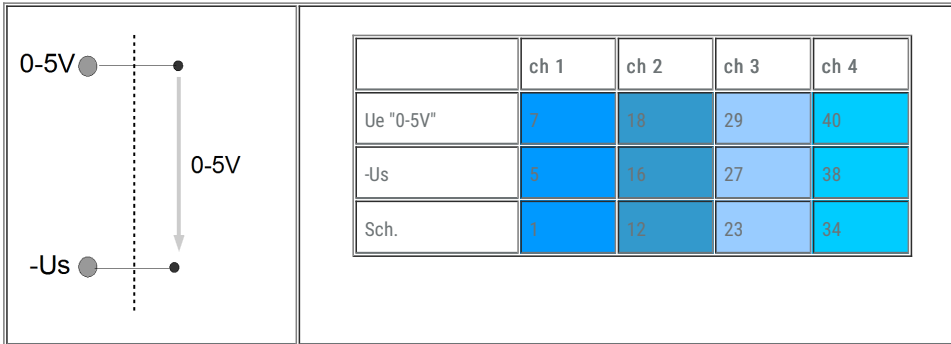 0-5V
0-5V
-Us
ch 1 ch 2 ch 3 ch 4
Ue "0-5V" 7 18 29 40
-Us 5 16 27 38
Sch. 1 12 23 34